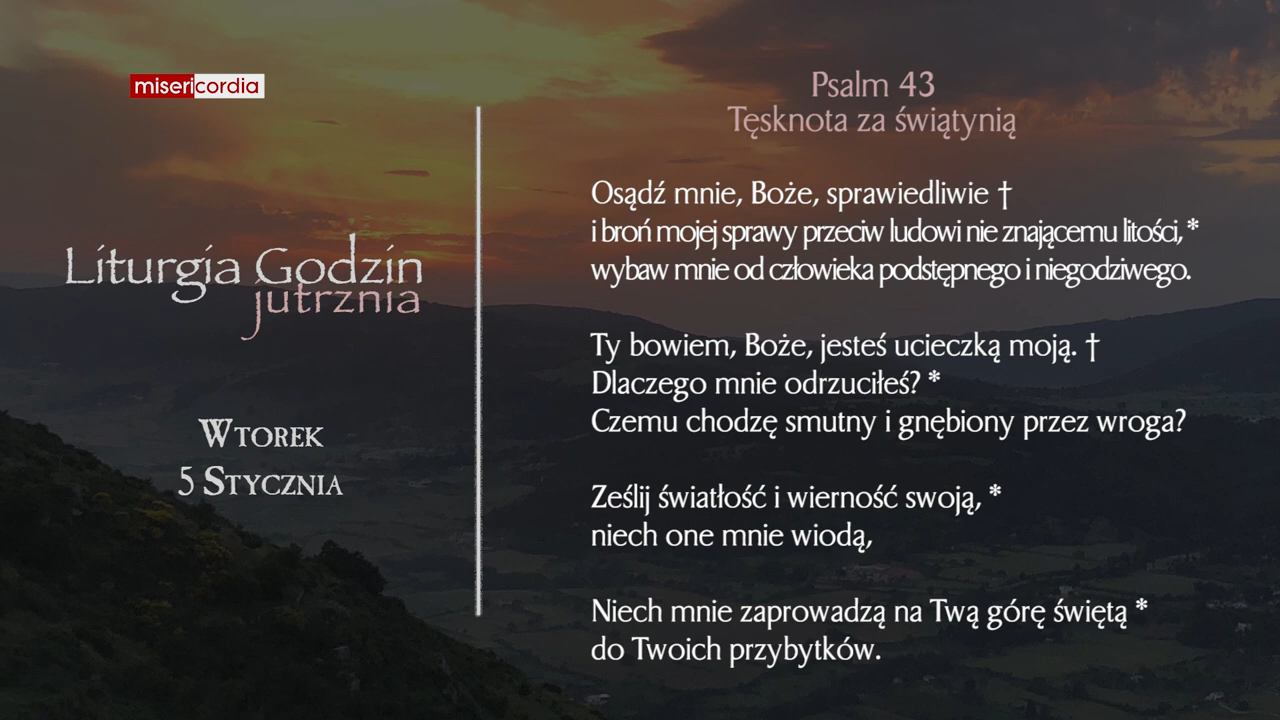 misericordia
Liturgia Godzin
jutrznia
Wtorek
5 Stycznia
Psalm 43
Tęsknota za świątynią
Osądź mnie, Boże, sprawiedliwie †
i broń mojej sprawy przeciw ludowi nie znającemu litości, *
wybaw mnie od człowieka podstępnego i niegodziwego.
Ty bowiem, Boże, jesteś ucieczką moją. †
Dlaczego mnie odrzuciłeś? *
Czemu chodzę smutny i gnębiony przez wroga?
Ześlij światłość i wierność swoją, *
niech one mnie wiodą,
Niech mnie zaprowadzą na Twą górę świętą *
do Twoich przybytków.